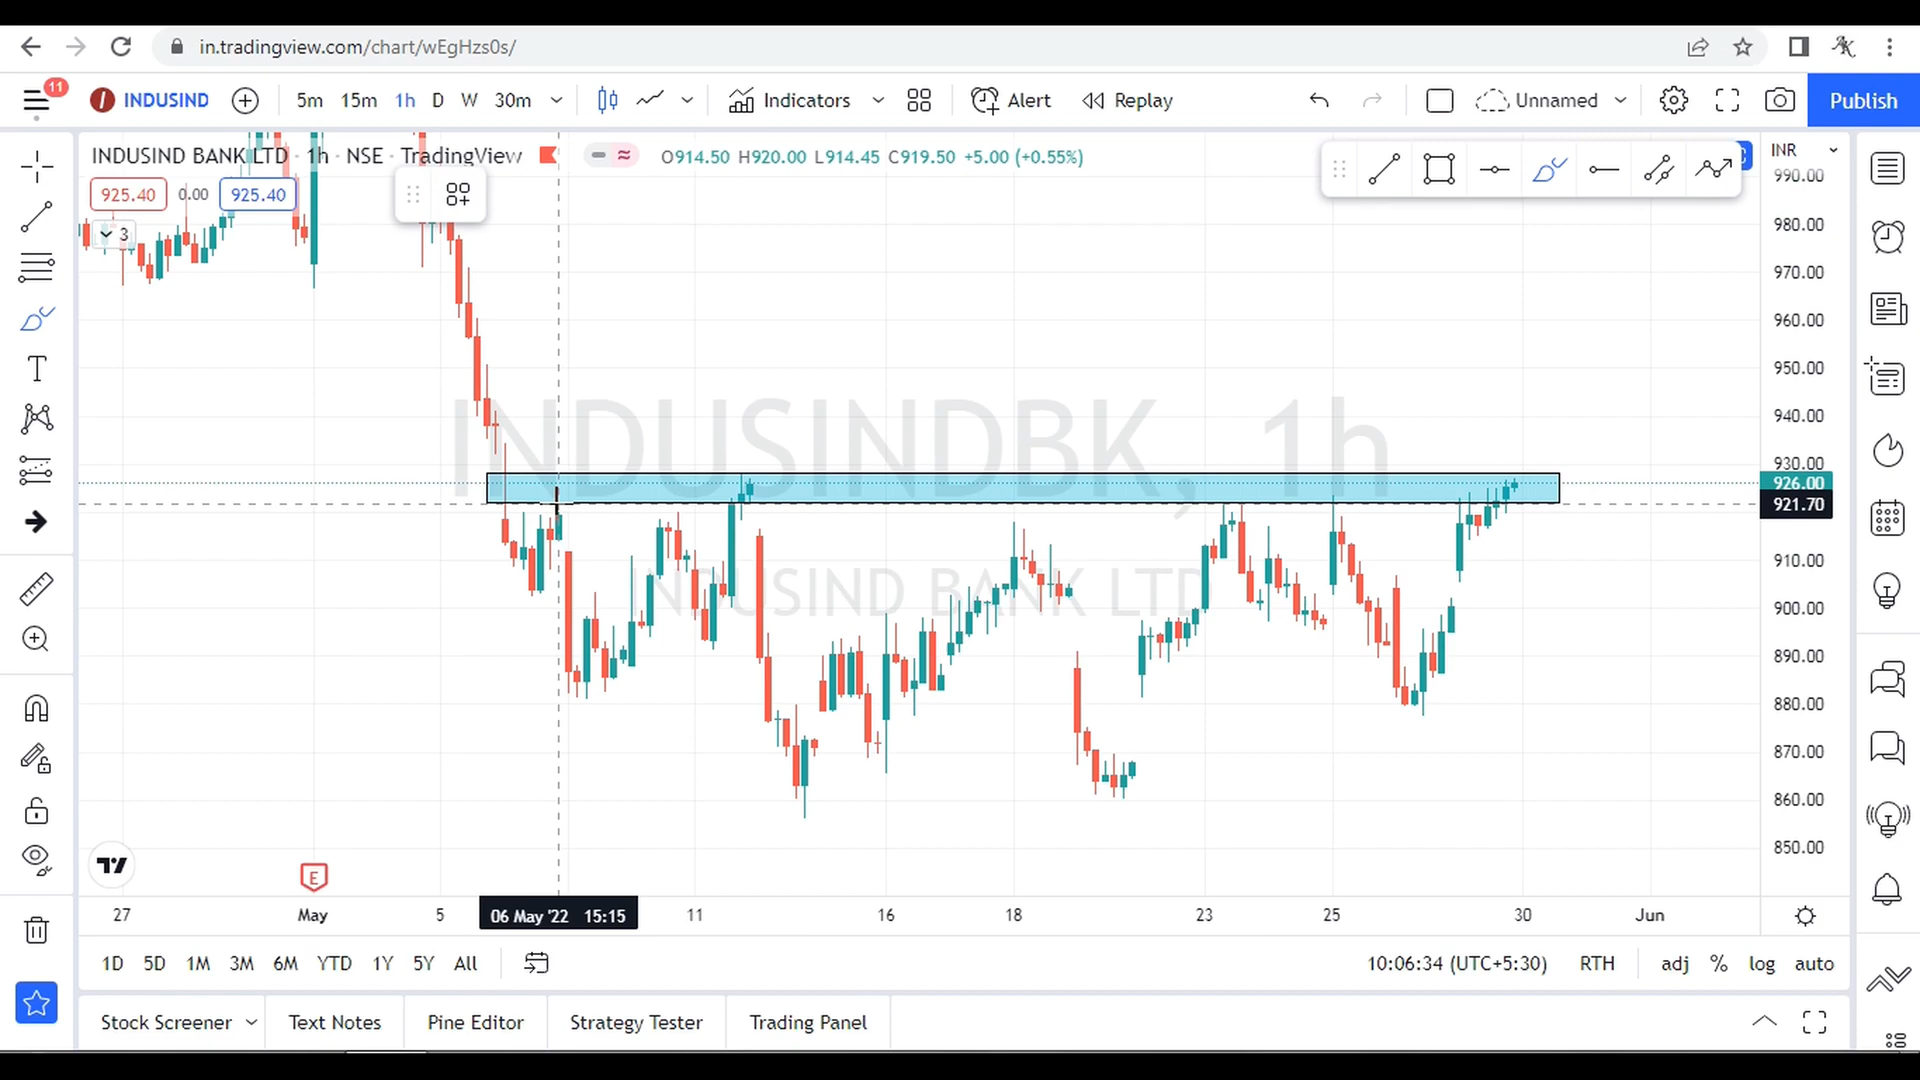 in.tradingview.com/chart/wEgHzs0s/
11
INDUSIND 5m 15m 1h D W 30m Indicators Alert Replay Unnamed Publish
INDUSIND BANK LTD · 1h · NSE · TradingView O914.50 H920.00 L914.45 C919.50 +5.00 (+0.55%)
INR
925.40 0.00 925.40
3
990.00
980.00
970.00
960.00
950.00
940.00
930.00
926.00
921.70
910.00
900.00
890.00
880.00
870.00
860.00
850.00
INDUSINDBK, 1h
INDUSIND BANK LTD
E
27 May 5 06 May '22 15:15 11 16 18 23 25 30 Jun
1D 5D 1M 3M 6M YTD 1Y 5Y All 10:06:34 (UTC+5:30) RTH adj % log auto
Stock Screener Text Notes Pine Editor Strategy Tester Trading Panel